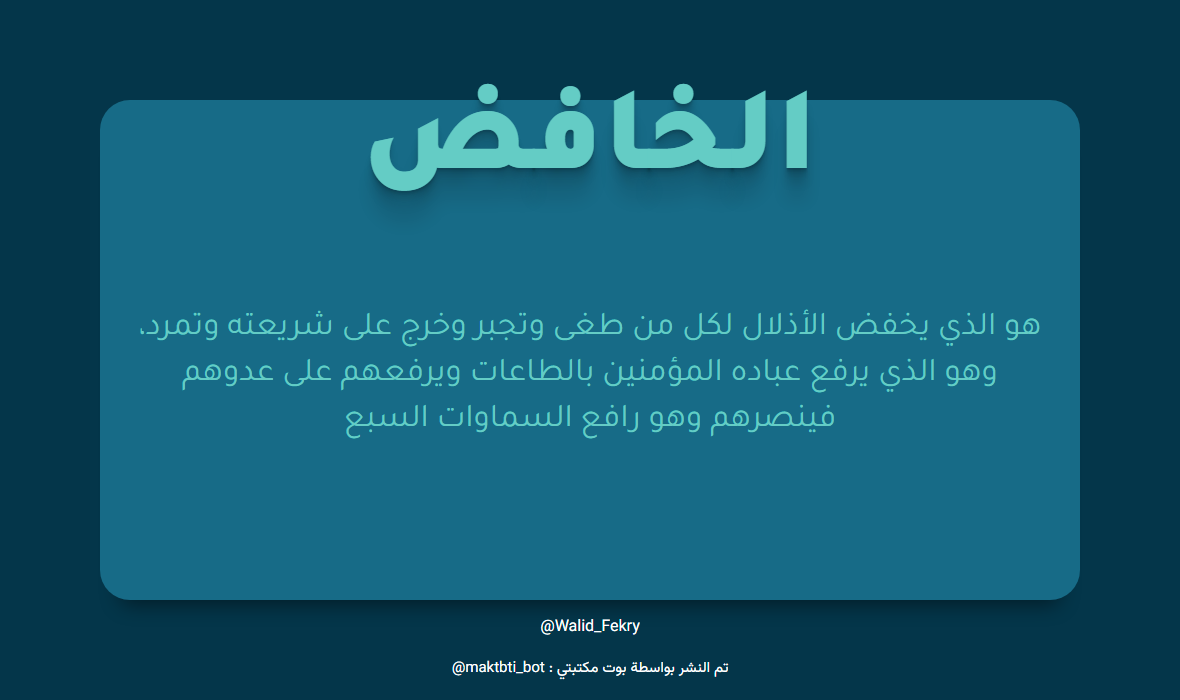 الخافض
هو الذي يخفض الأذلال لكل من طغى وتجبر وخرج على شريعته وتمرد،
وهو الذي يرفع عباده المؤمنين بالطاعات ويرفعهم على عدوهم
فينصرهم وهو رافع السماوات السبع
@Walid_Fekry
تم النشر بواسطة بوت مكتبتي : @maktbti_bot